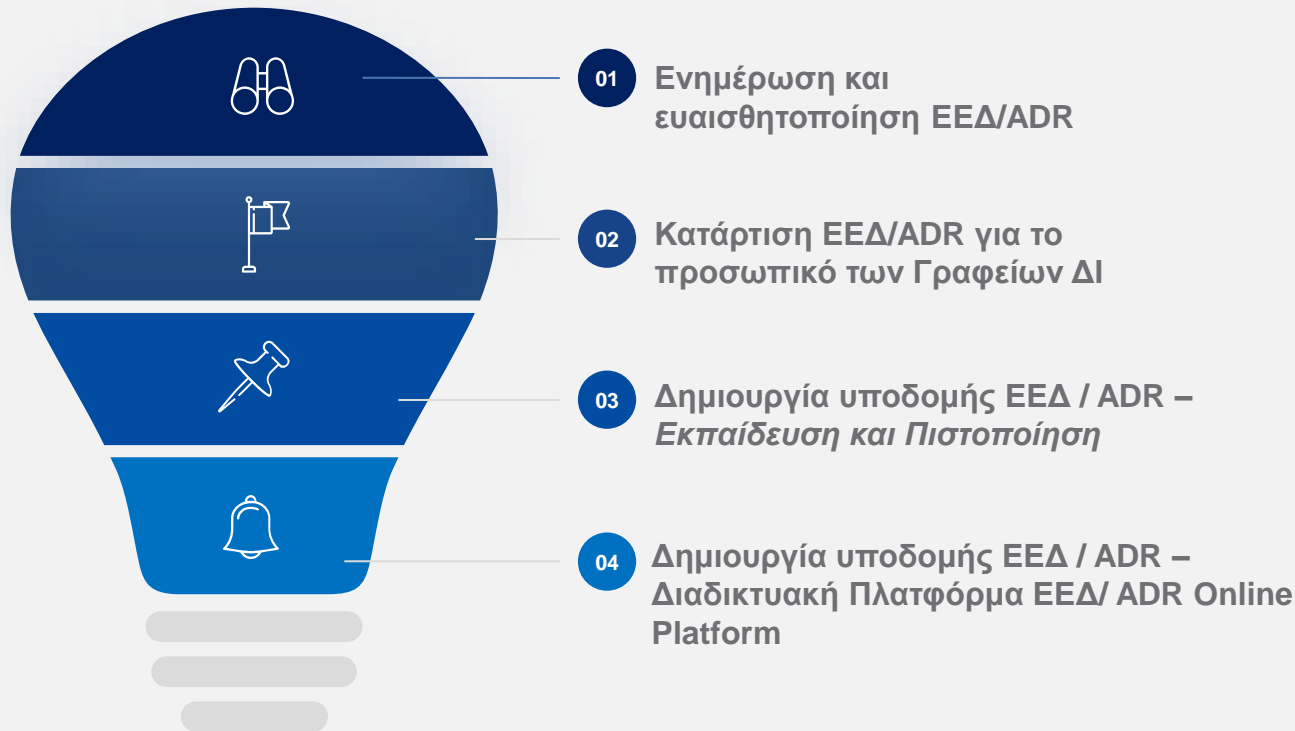 01
Ενημέρωση και
ευαισθητοποίηση ΕΕΔ/ADR
02
Κατάρτιση ΕΕΔ/ADR για το
προσωπικό των Γραφείων ΔΙ
03
Δημιουργία υποδομής ΕΕΔ / ADR –
Εκπαίδευση και Πιστοποίηση
04
Δημιουργία υποδομής ΕΕΔ / ADR –
Διαδικτυακή Πλατφόρμα ΕΕΔ/ ADR Online
Platform